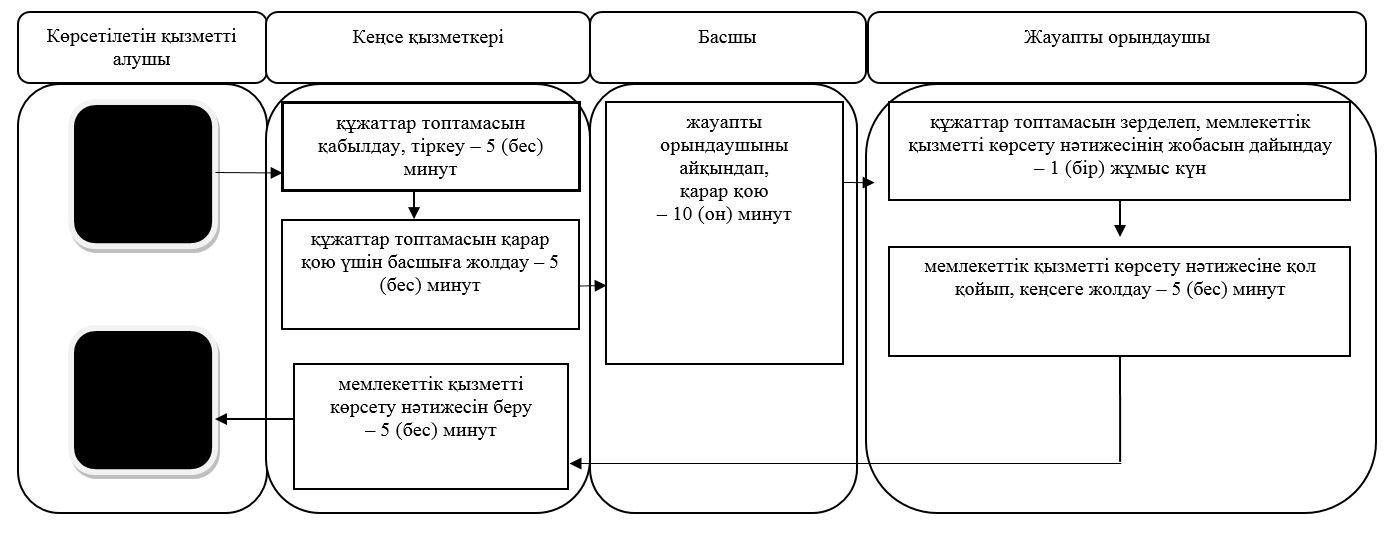 Көрсетілетін қызметті
алушы
Кеңсе қызметкері
Басшы
Жауапты орындаушы
құжаттар топтамасын
қабылдау, тіркеу – 5 (бес)
минут
құжаттар топтамасын қарар
қою үшін басшыға жолдау – 5
(бес) минут
мемлекеттік қызметті
көрсету нәтижесін беру
– 5 (бес) минут
жауапты
орындаушыны
айқындап,
қарар қою
– 10 (он) минут
құжаттар топтамасын зерделеп, мемлекеттік
қызметті көрсету нәтижесінің жобасын дайындау
– 1 (бір) жұмыс күн
мемлекеттік қызметті көрсету нәтижесіне қол
қойып, кеңсеге жолдау – 5 (бес) минут